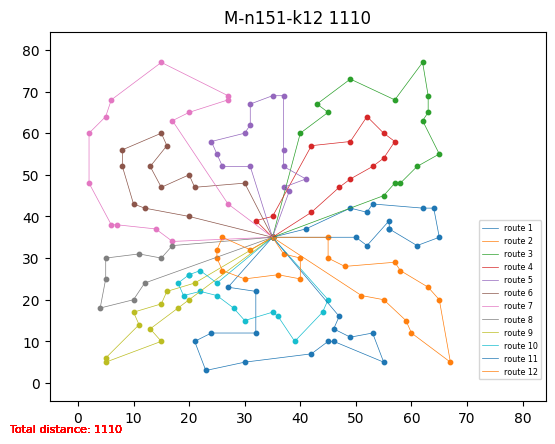 M-n151-k12 1110
80
70
60
50
40
30
20
10
0
0 10 20 30 40 50 60 70 80
route 1
route 2
route 3
route 4
route 5
route 6
route 7
route 8
route 9
route 10
route 11
route 12
Total distance: 1110